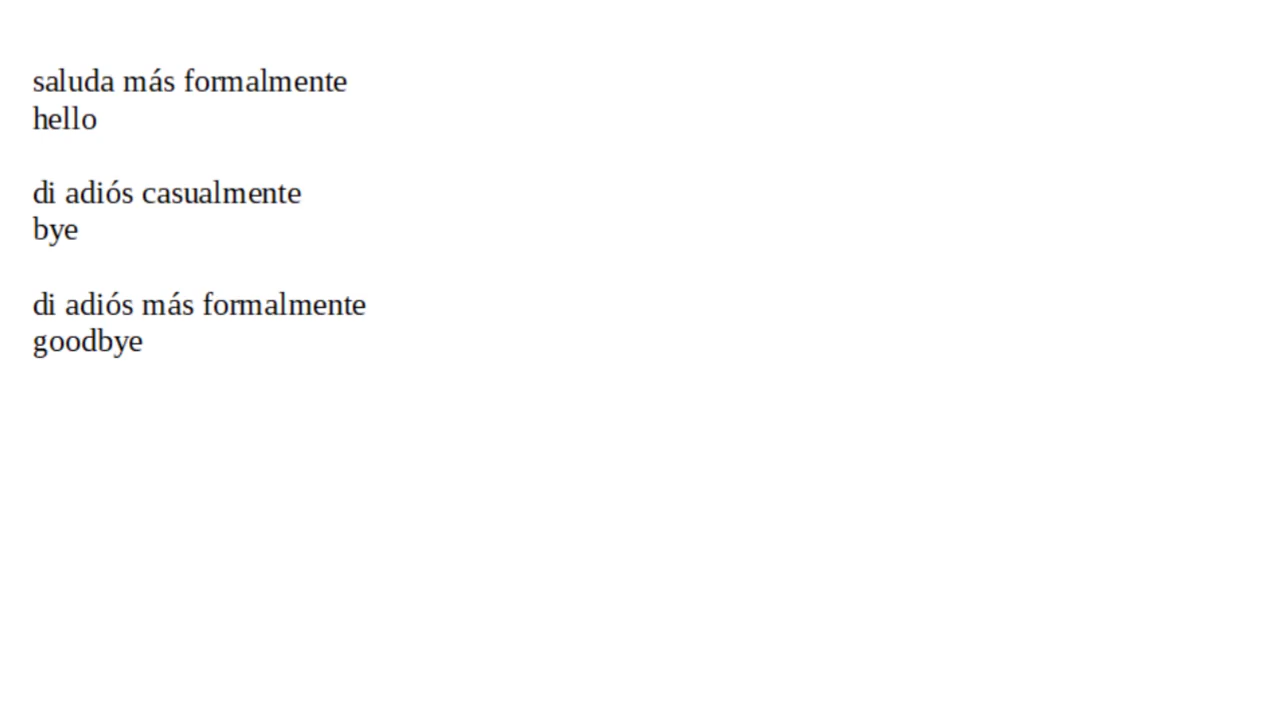 saluda más formalmente
hello
di adiós casualmente
bye
di adiós más formalmente
goodbye